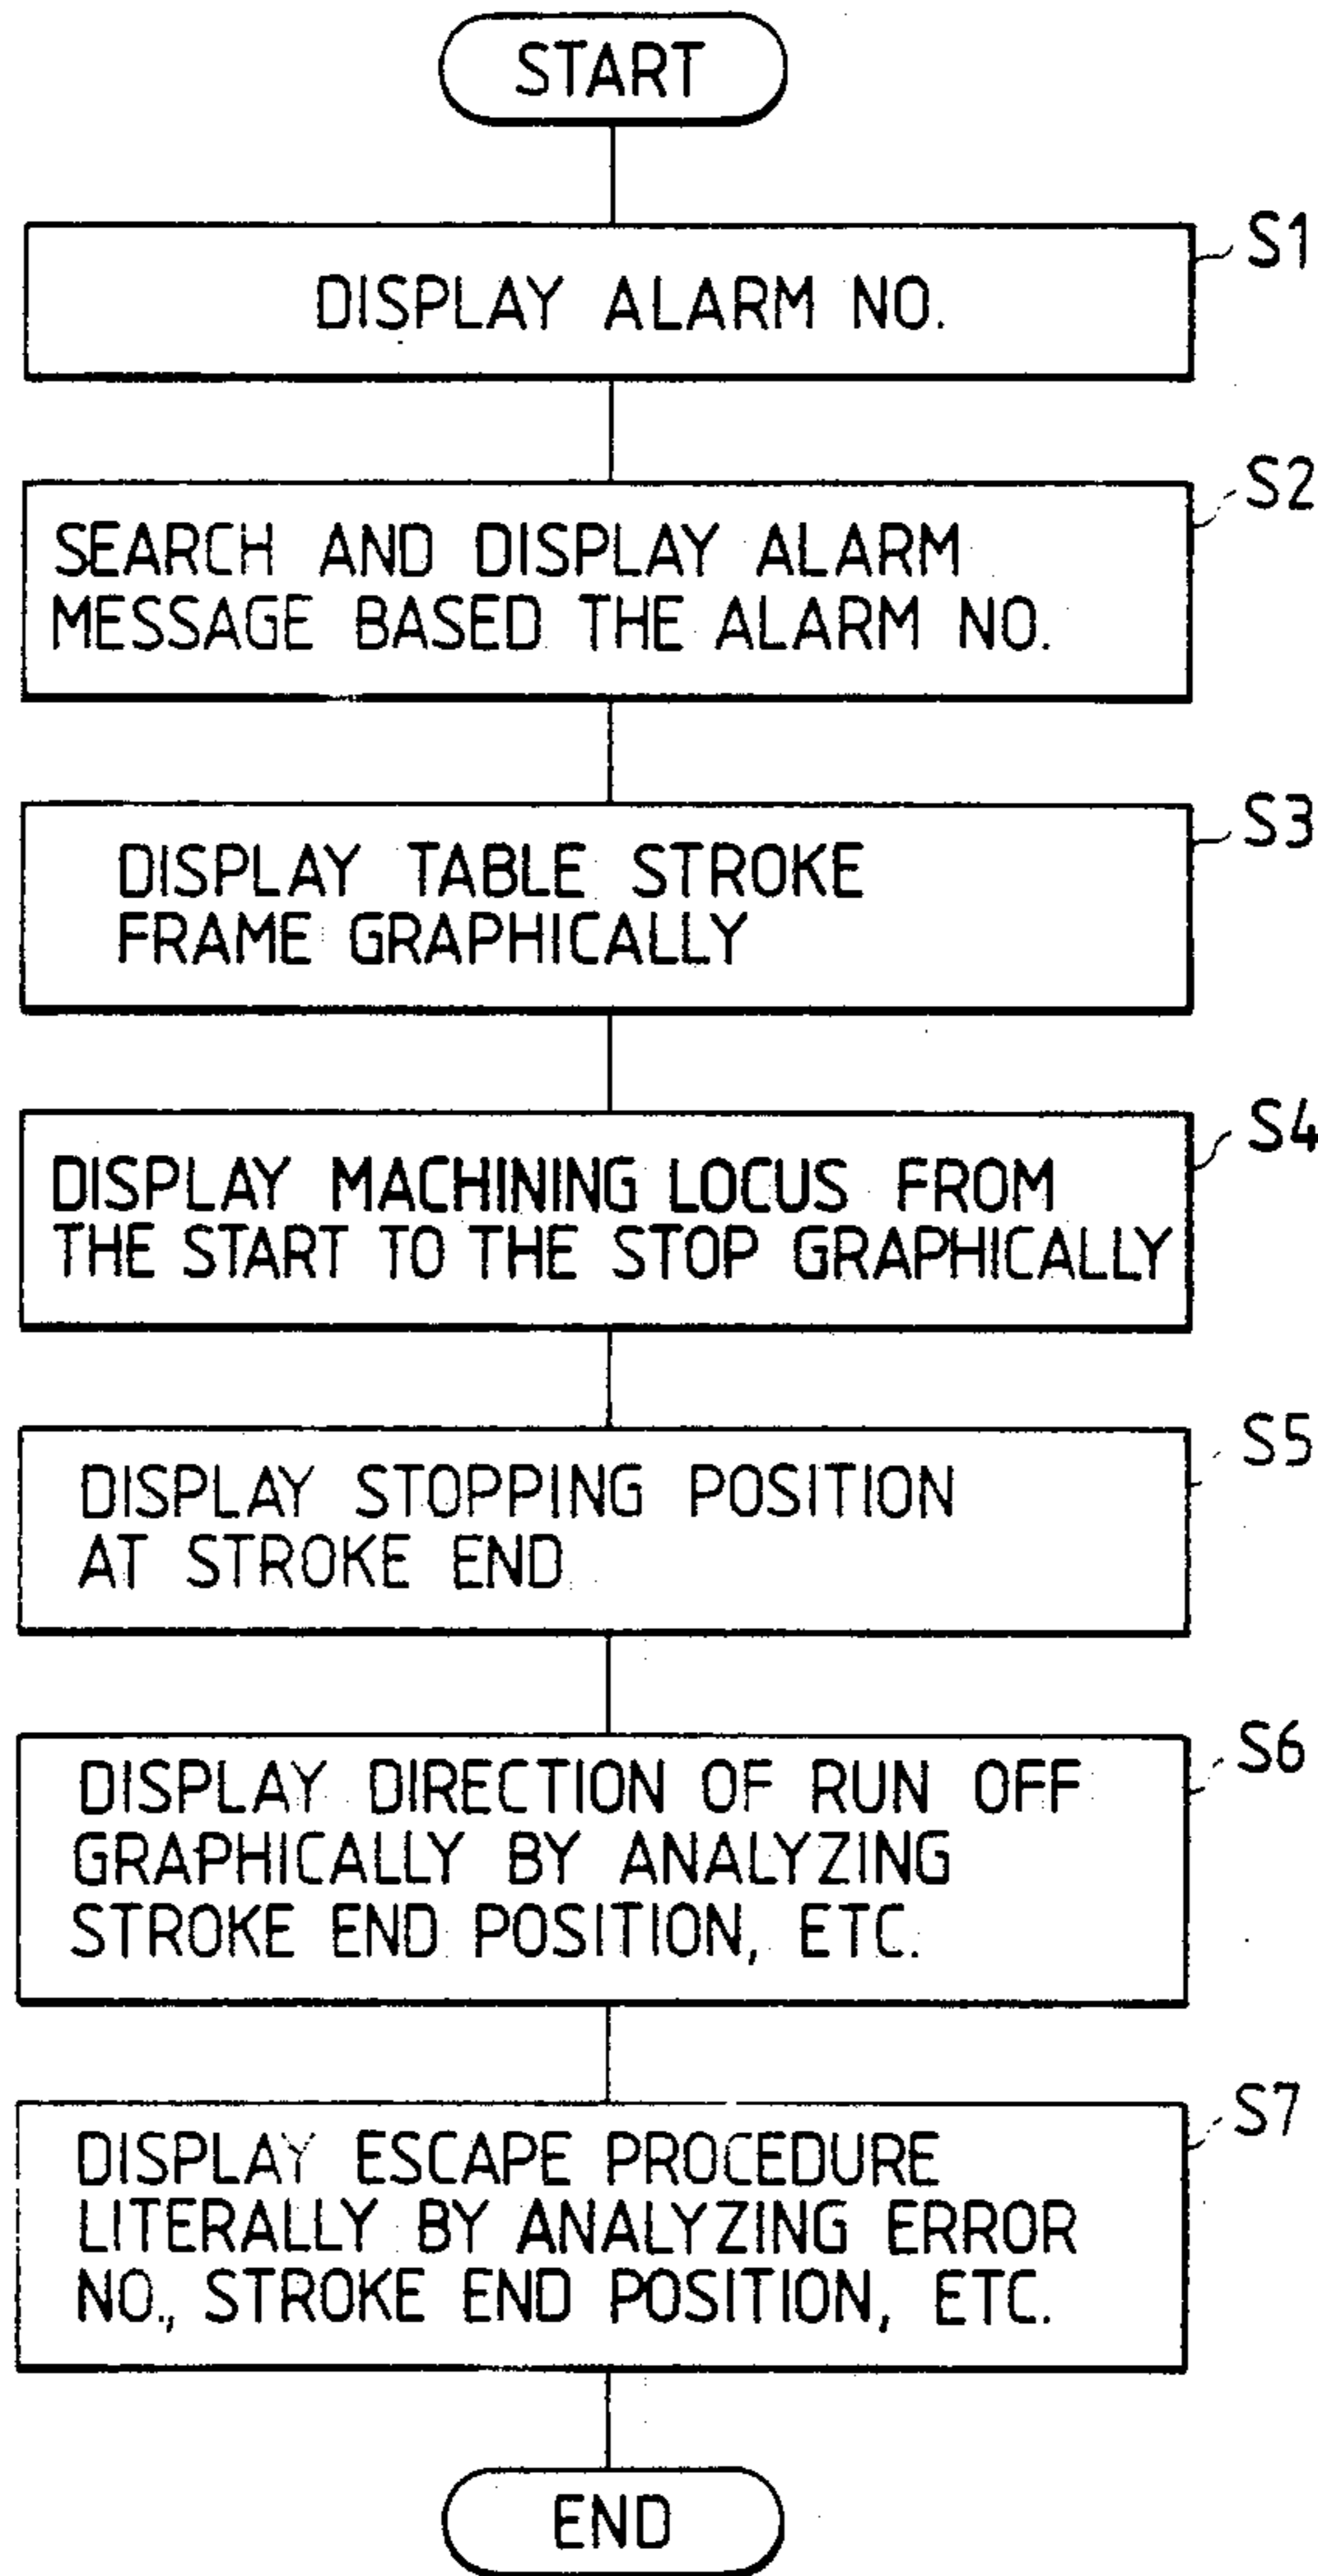 START
S1
DISPLAY ALARM NO.
S2
SEARCH AND DISPLAY ALARM
MESSAGE BASED THE ALARM NO.
S3
DISPLAY TABLE STROKE
FRAME GRAPHICALLY
S4
DISPLAY MACHINING LOCUS FROM
THE START TO THE STOP GRAPHICALLY
S5
DISPLAY STOPPING POSITION
AT STROKE END
S6
DISPLAY DIRECTION OF RUN OFF
GRAPHICALLY BY ANALYZING
STROKE END POSITION, ETC.
S7
DISPLAY ESCAPE PROCEDURE
LITERALLY BY ANALYZING ERROR
NO., STROKE END POSITION, ETC.
END